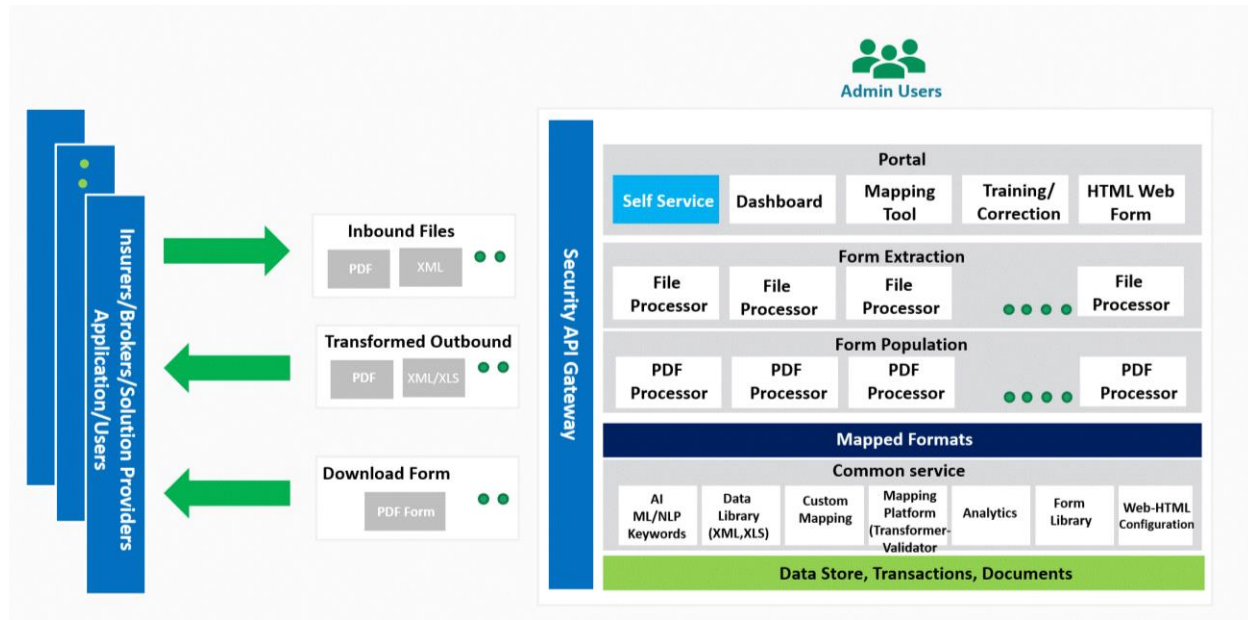 Admin Users
Insurers/Brokers/Solution Providers
Application/Users
Inbound Files
PDF
XML
Transformed Outbound
PDF
XML/XLS
Download Form
PDF Form
Security API Gateway
Portal
Self Service
Dashboard
Mapping
Tool
Training/
Correction
HTML Web
Form
Form Extraction
File
Processor
File
Processor
File
Processor
File
Processor
Form Population
PDF
Processor
PDF
Processor
PDF
Processor
PDF
Processor
Mapped Formats
Common service
AI
ML/NLP
Keywords
Data
Library
(XML,XLS)
Custom
Mapping
Mapping
Platform
(Transformer-
Validator
Analytics
Form
Library
Web-HTML
Configuration
Data Store, Transactions, Documents